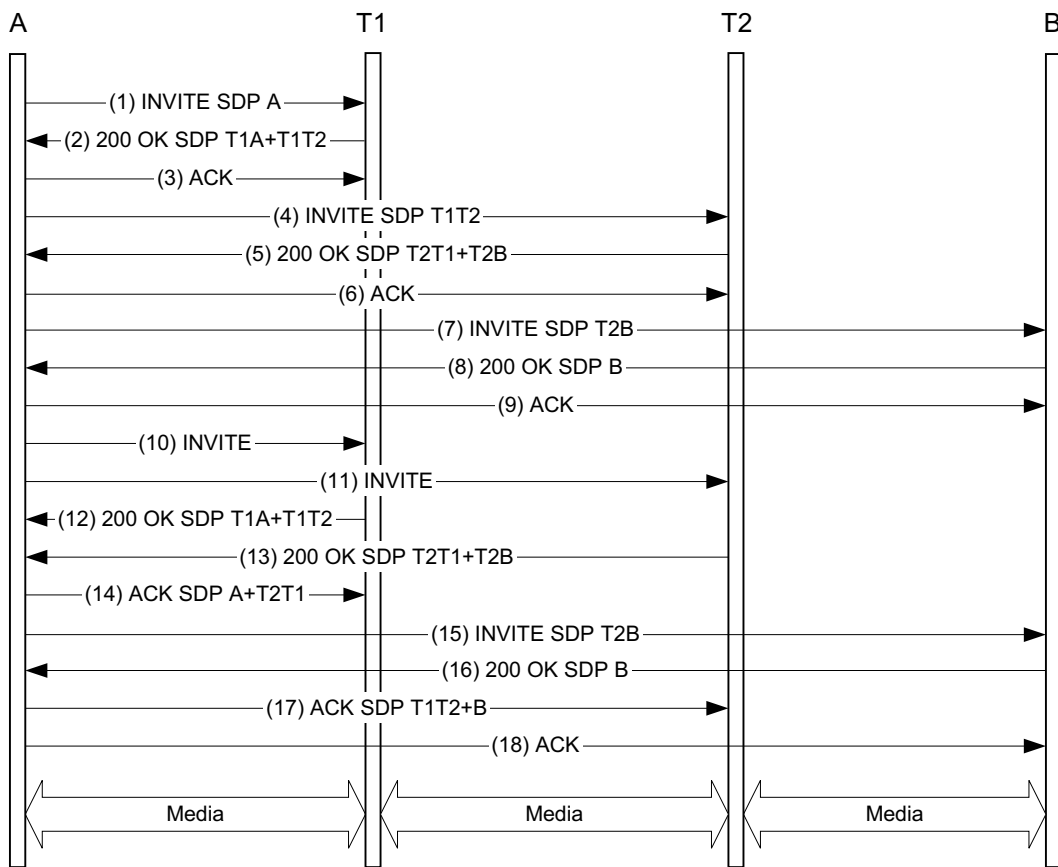 A T1 T2 B
(1) INVITE SDP A
(2) 200 OK SDP T1A+T1T2
(3) ACK
(4) INVITE SDP T1T2
(5) 200 OK SDP T2T1+T2B
(6) ACK
(7) INVITE SDP T2B
(8) 200 OK SDP B
(9) ACK
(10) INVITE
(11) INVITE
(12) 200 OK SDP T1A+T1T2
(13) 200 OK SDP T2T1+T2B
(14) ACK SDP A+T2T1
(15) INVITE SDP T2B
(16) 200 OK SDP B
(17) ACK SDP T1T2+B
(18) ACK
Media Media Media